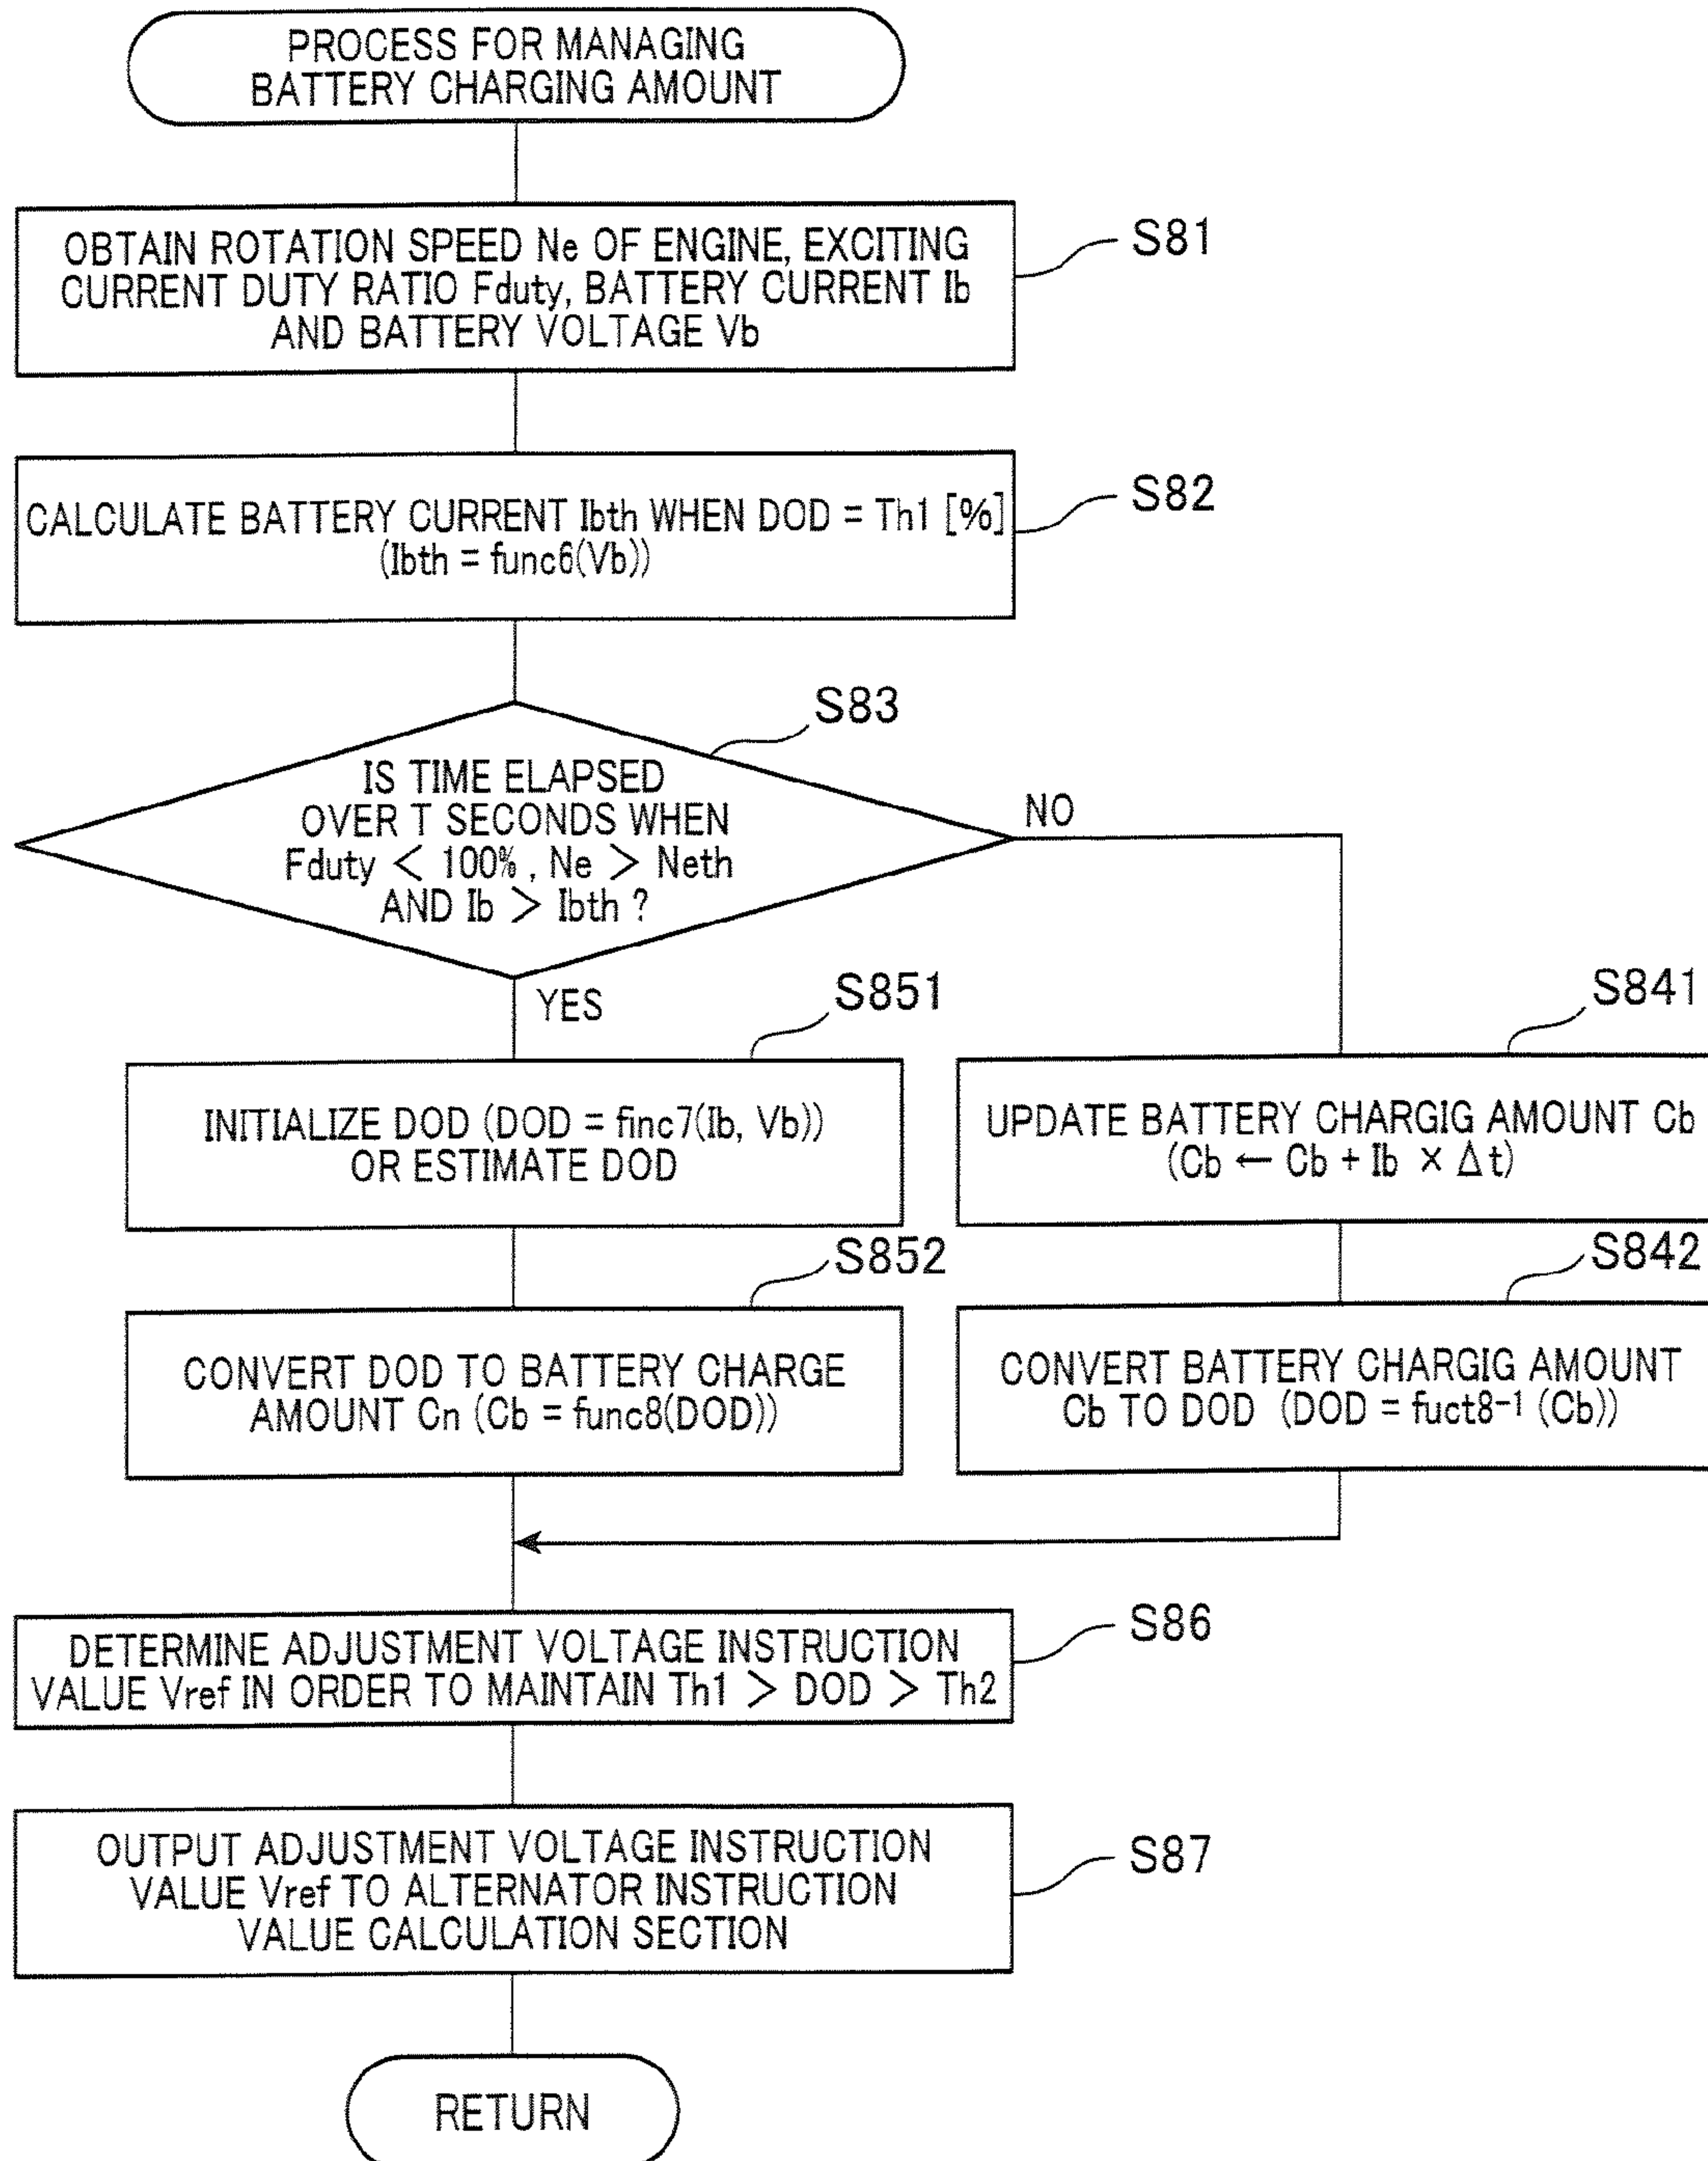 PROCESS FOR MANAGING
BATTERY CHARGING AMOUNT
OBTAIN ROTATION SPEED Ne OF ENGINE, EXCITING
CURRENT DUTY RATIO Fduty, BATTERY CURRENT Ib
AND BATTERY VOLTAGE Vb
S81
CALCULATE BATTERY CURRENT Ibth WHEN DOD = Th1 [%]
(Ibth = func6(Vb))
S82
S83
IS TIME ELAPSED
OVER T SECONDS WHEN
Fduty < 100%, Ne > Neth
AND Ib > Ibth ?
NO
YES
S851
INITIALIZE DOD (DOD = finc7(Ib, Vb))
OR ESTIMATE DOD
S841
UPDATE BATTERY CHARGIG AMOUNT Cb
(Cb ← Cb + Ib × Δt)
S852
CONVERT DOD TO BATTERY CHARGE
AMOUNT Cn (Cb = func8(DOD))
S842
CONVERT BATTERY CHARGIG AMOUNT
Cb TO DOD (DOD = fuct8⁻¹ (Cb))
DETERMINE ADJUSTMENT VOLTAGE INSTRUCTION
VALUE Vref IN ORDER TO MAINTAIN Th1 > DOD > Th2
S86
OUTPUT ADJUSTMENT VOLTAGE INSTRUCTION
VALUE Vref TO ALTERNATOR INSTRUCTION
VALUE CALCULATION SECTION
S87
RETURN